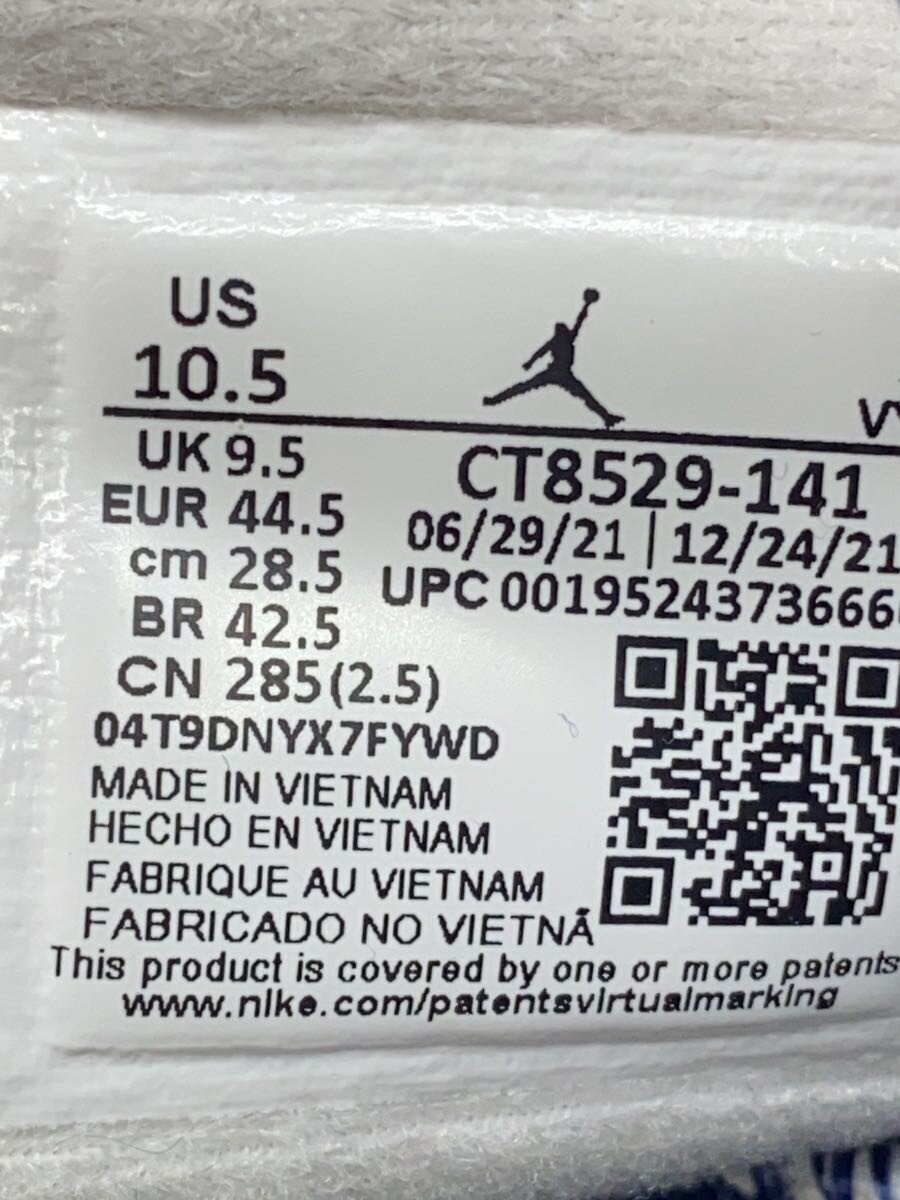 US
10.5
UK 9.5
EUR 44.5
cm 28.5
BR 42.5
CN 285(2.5)
04T9DNYX7FYWD
CT8529-141
06/29/21 | 12/24/21
MADE IN VIETNAM
HECHO EN VIETNAM
FABRIQUE AU VIETNAM
FABRICADO NO VIETNÃ
This product is covered by one or more patents
www.nike.com/patentsvirtualmarking
UPC 00195243736660